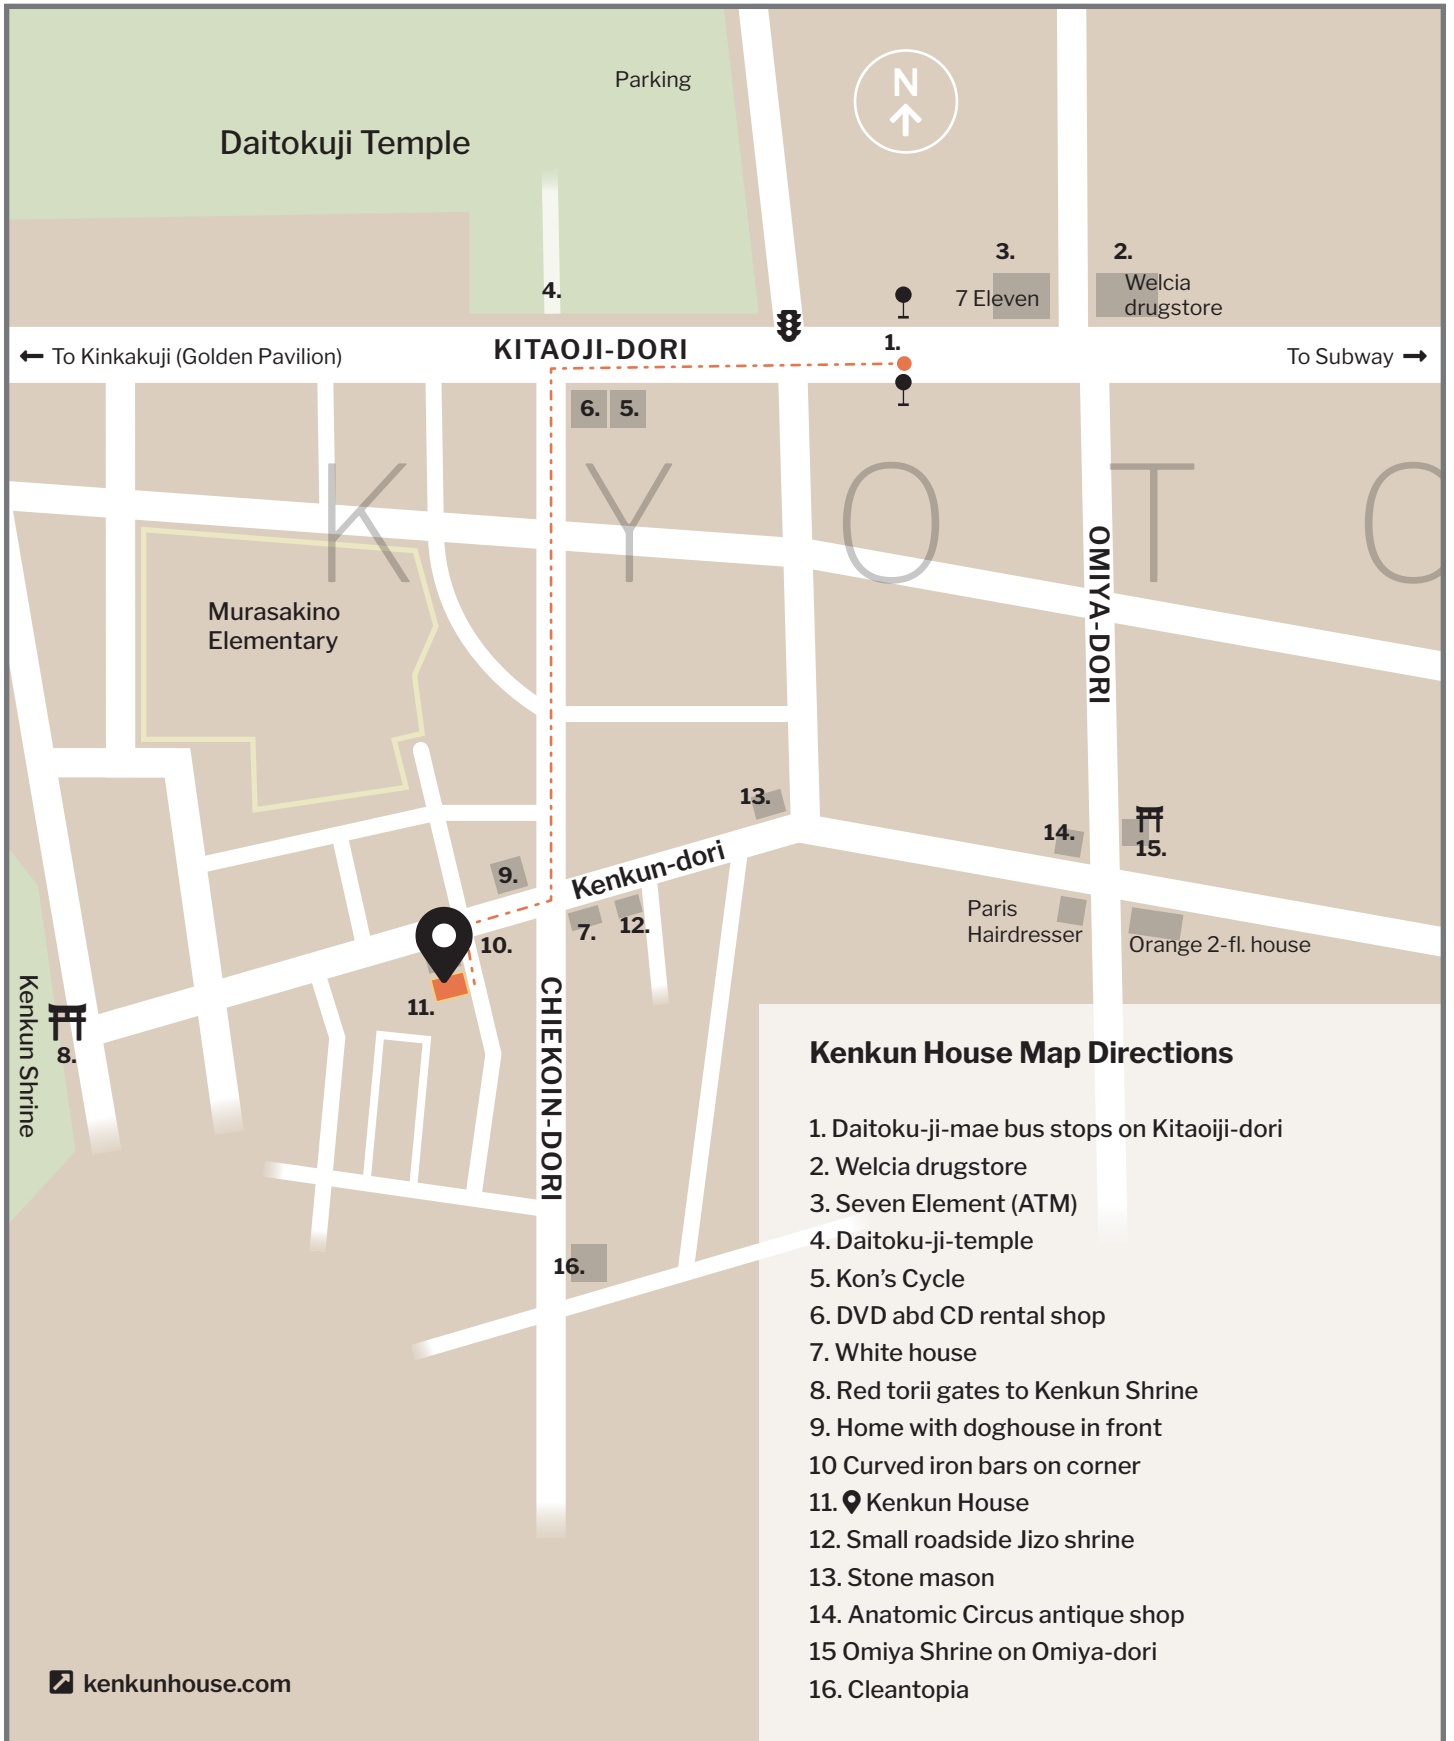 Parking
N
Daitokuji Temple
3.
2.
7 Eleven
Welcia
drugstore
4.
1.
KITAOJI-DORI
To Kinkakuji (Golden Pavilion)
To Subway
6.
5.
K Y O T O
OMIYA-DORI
Murasakino
Elementary
13.
14.
15.
Kenkun-dori
9.
7.
12.
10.
Paris
Hairdresser
Orange 2-fl. house
11.
Kenkun Shrine
8.
CHIEKOIN-DORI
16.
Kenkun House Map Directions
1. Daitoku-ji-mae bus stops on Kitaoiji-dori
2. Welcia drugstore
3. Seven Element (ATM)
4. Daitoku-ji-temple
5. Kon’s Cycle
6. DVD abd CD rental shop
7. White house
8. Red torii gates to Kenkun Shrine
9. Home with doghouse in front
10 Curved iron bars on corner
11. Kenkun House
12. Small roadside Jizo shrine
13. Stone mason
14. Anatomic Circus antique shop
15 Omiya Shrine on Omiya-dori
16. Cleantopia
kenkunhouse.com